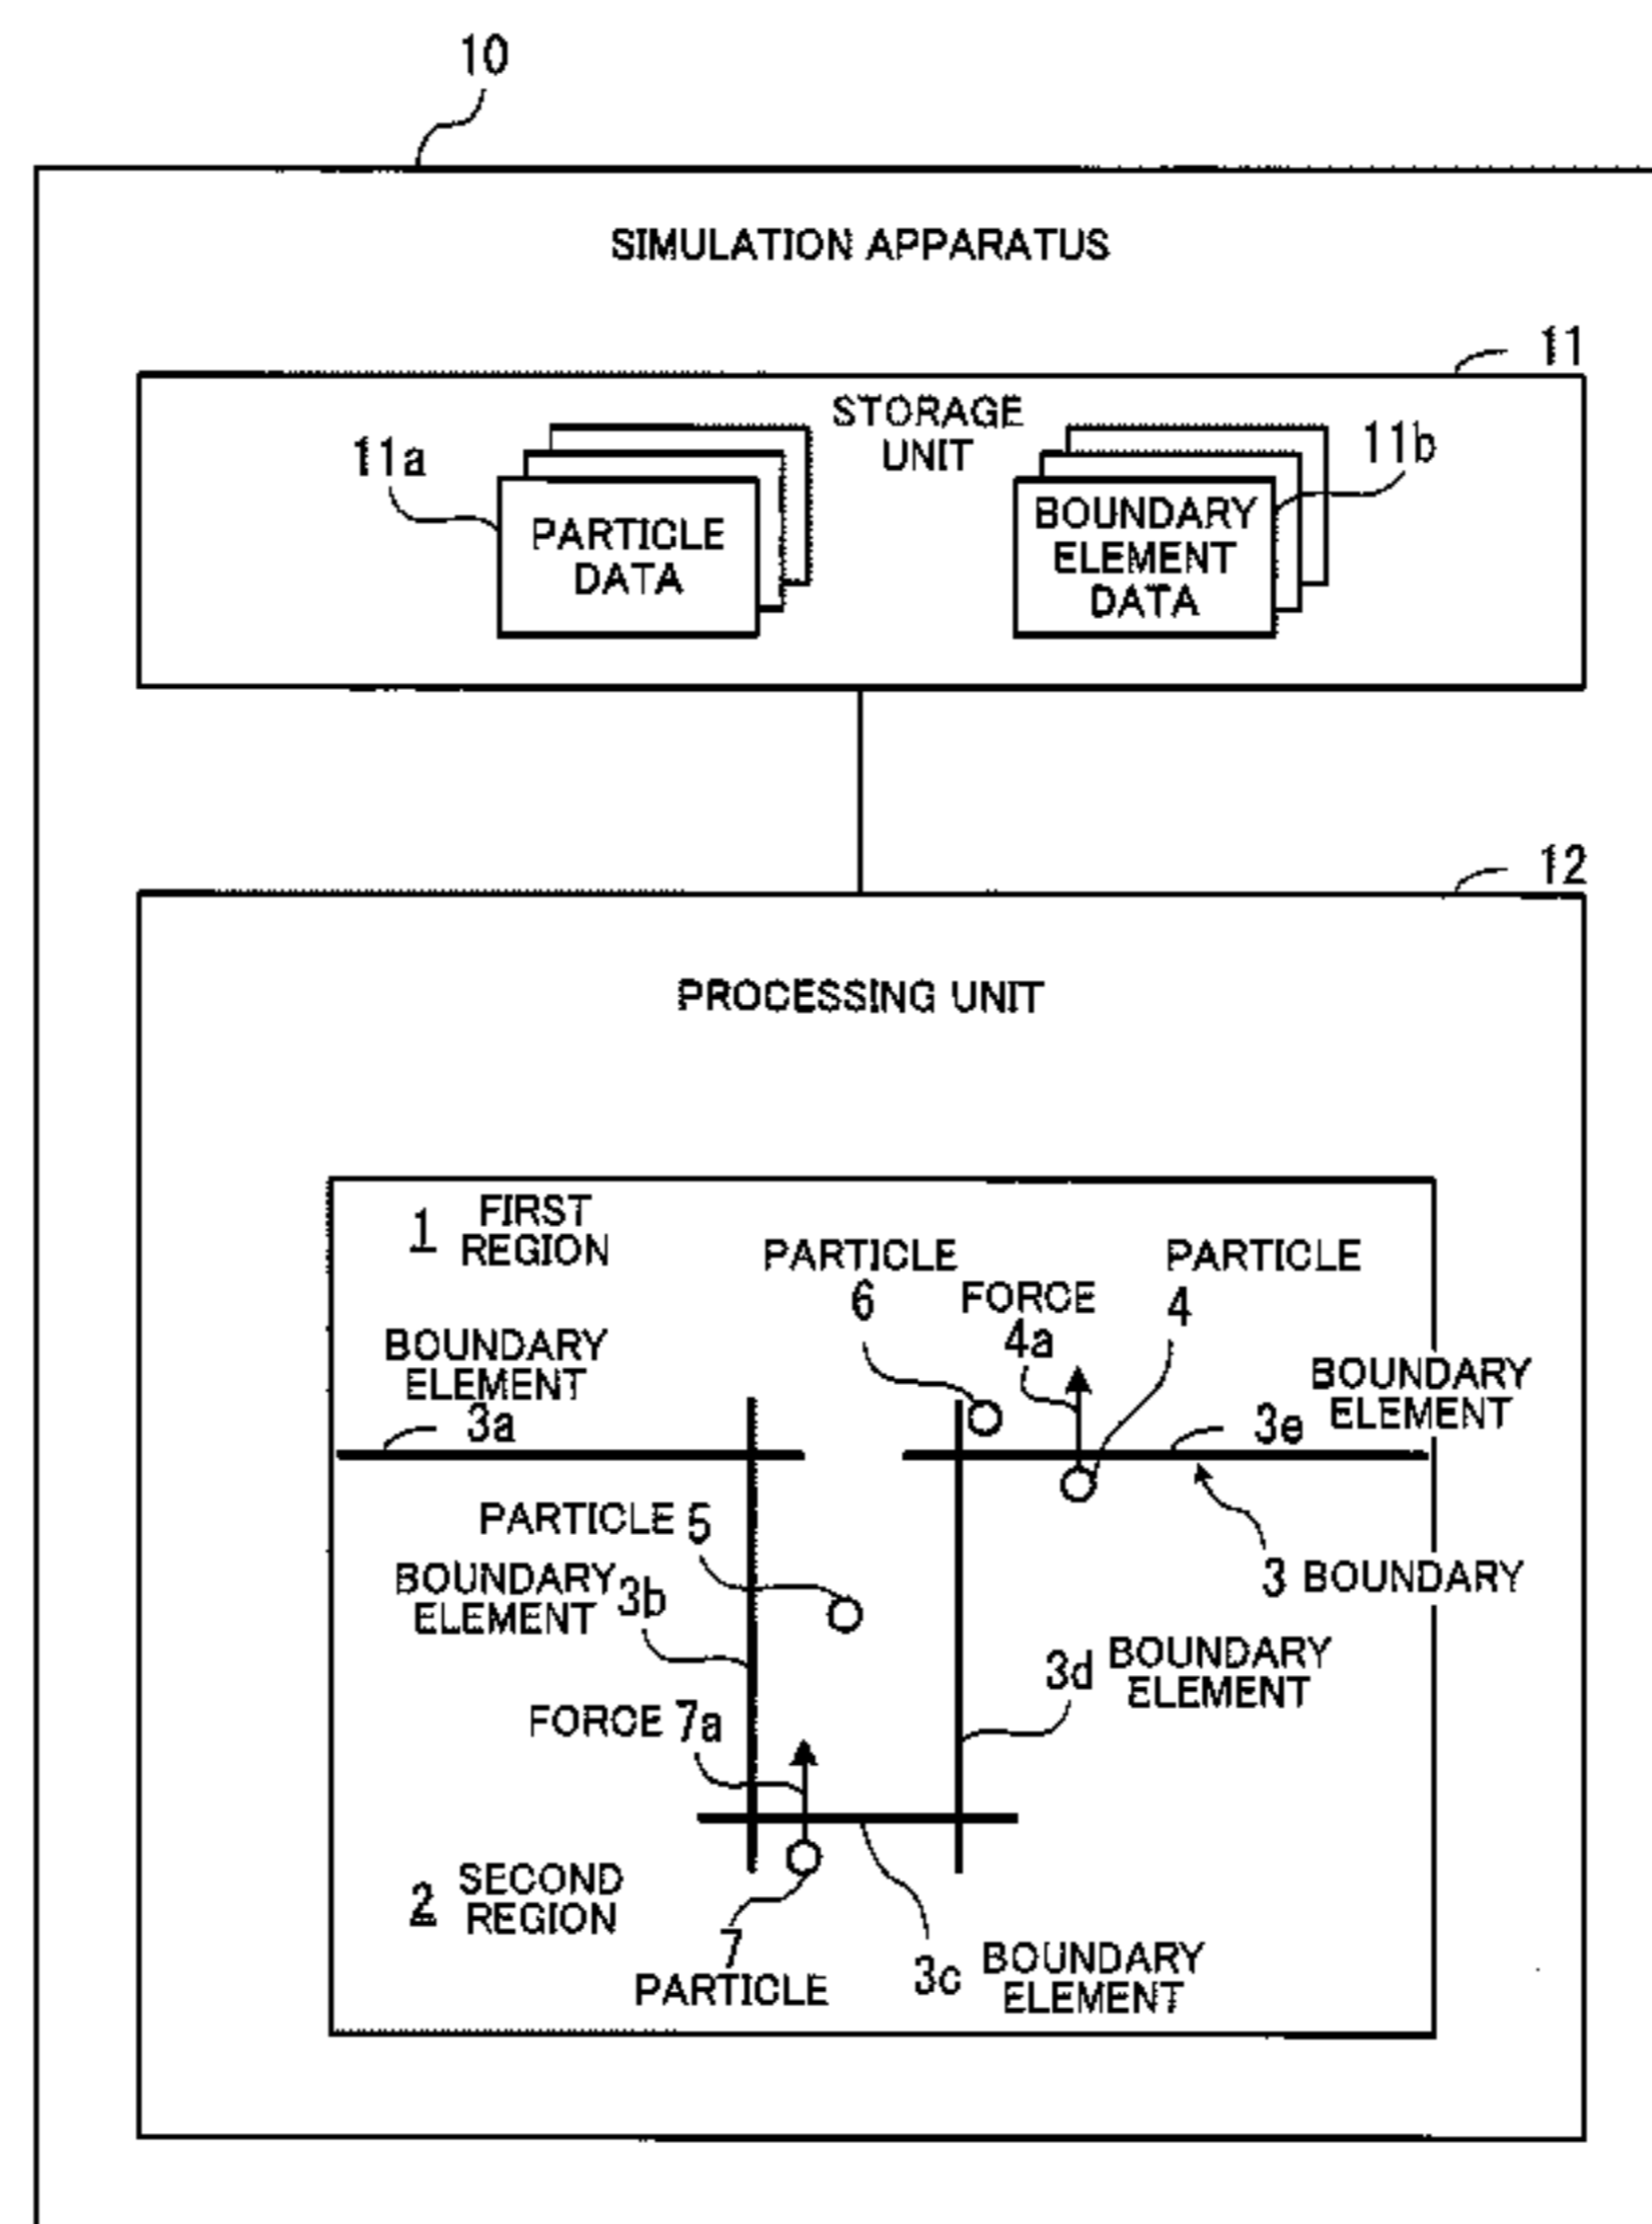 10
SIMULATION APPARATUS
11
STORAGE
UNIT
11a
11b
PARTICLE
DATA
BOUNDARY
ELEMENT
DATA
12
PROCESSING UNIT
1 FIRST
REGION
PARTICLE
6
FORCE
4a
PARTICLE
4
BOUNDARY
ELEMENT
3a
BOUNDARY
ELEMENT
3e
PARTICLE 5
3 BOUNDARY
BOUNDARY
ELEMENT 3b
3d BOUNDARY
ELEMENT
FORCE 7a
2 SECOND
REGION
7
PARTICLE
3c BOUNDARY
ELEMENT